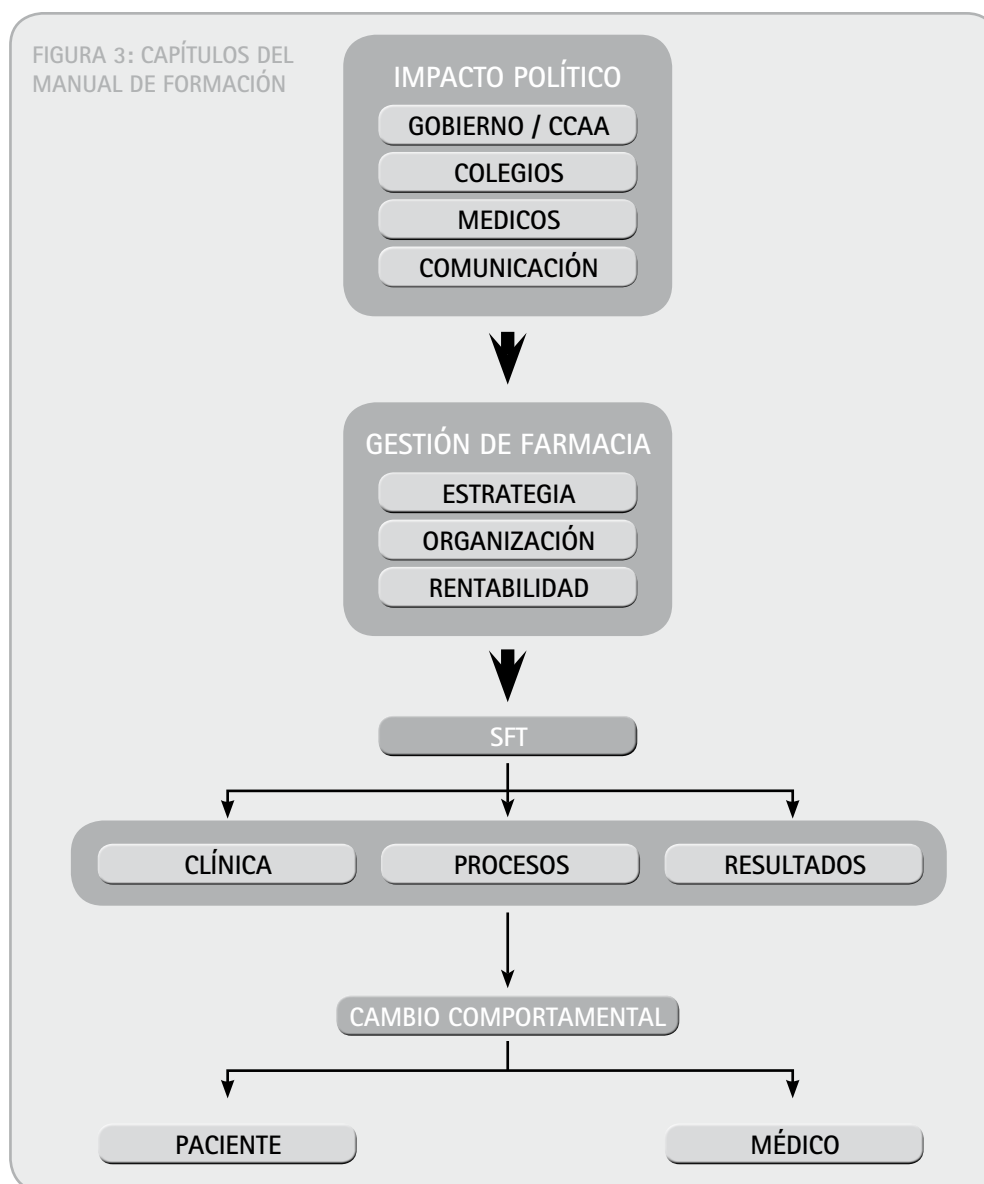 FIGURA 3: CAPÍTULOS DEL
MANUAL DE FORMACIÓN
IMPACTO POLÍTICO
GOBIERNO / CCAA
COLEGIOS
MEDICOS
COMUNICACIÓN
GESTIÓN DE FARMACIA
ESTRATEGIA
ORGANIZACIÓN
RENTABILIDAD
SFT
CLÍNICA
PROCESOS
RESULTADOS
CAMBIO COMPORTAMENTAL
PACIENTE
MÉDICO